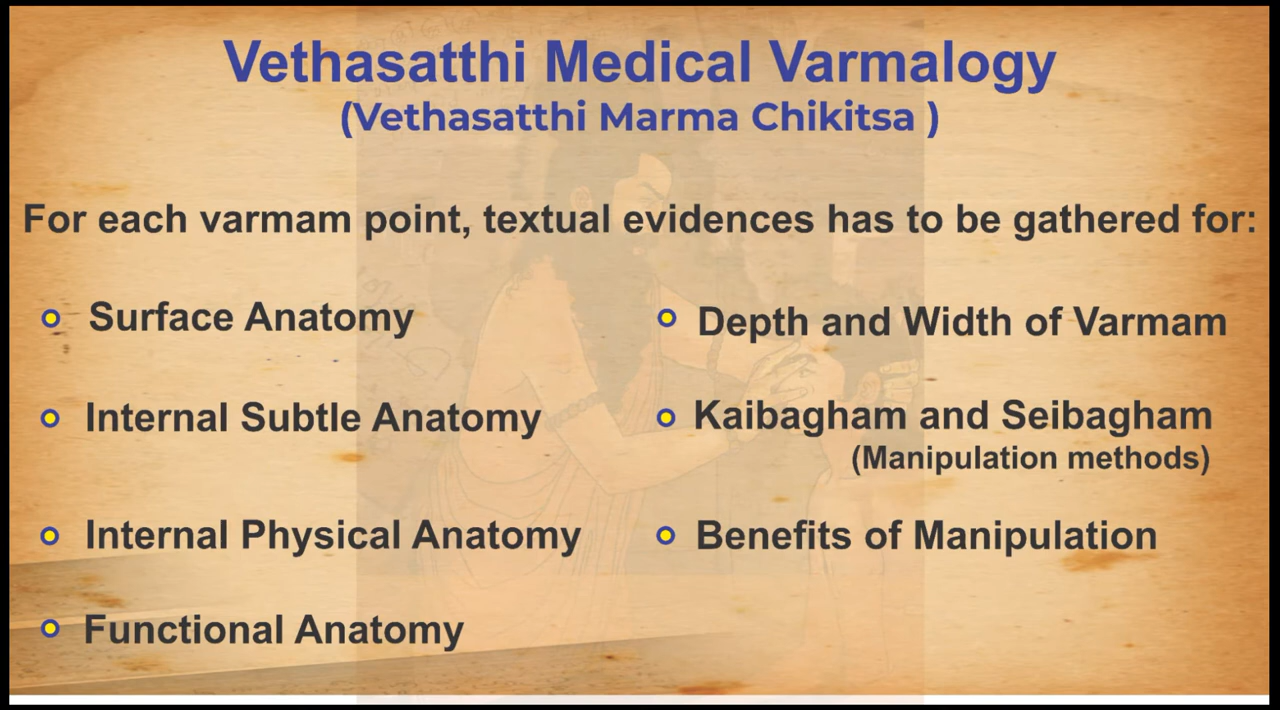 Vethasatthi Medical Varmalogy
(Vethasatthi Marma Chikitsa )
For each varmam point, textual evidences has to be gathered for:
Surface Anatomy
Internal Subtle Anatomy
Internal Physical Anatomy
Functional Anatomy
Depth and Width of Varmam
Kaibagham and Seibagham
(Manipulation methods)
Benefits of Manipulation